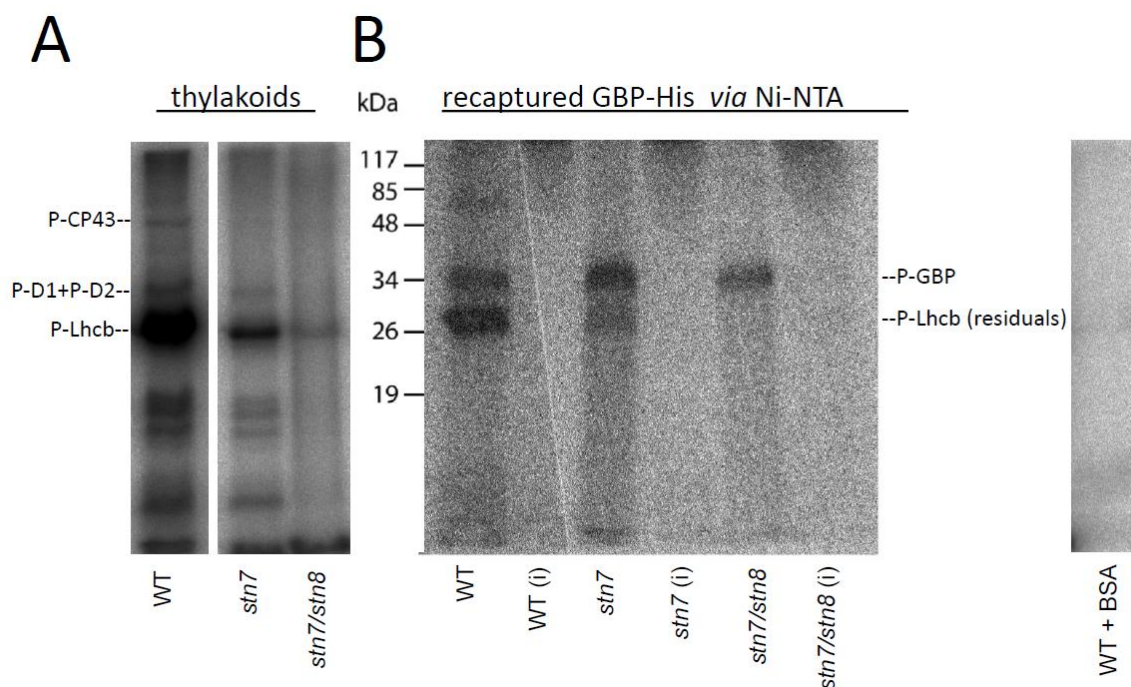 A
B
thylakoids
kDa
recaptured GBP-His via Ni-NTA
117
85
48
34
26
19
P-CP43--
P-D1+P-D2--
P-Lhcb--
--P-GBP
--P-Lhcb (residuals)
WT
stn7
stn7/stn8
WT
WT (i)
stn7
stn7 (i)
stn7/stn8
stn7/stn8 (i)
WT + BSA